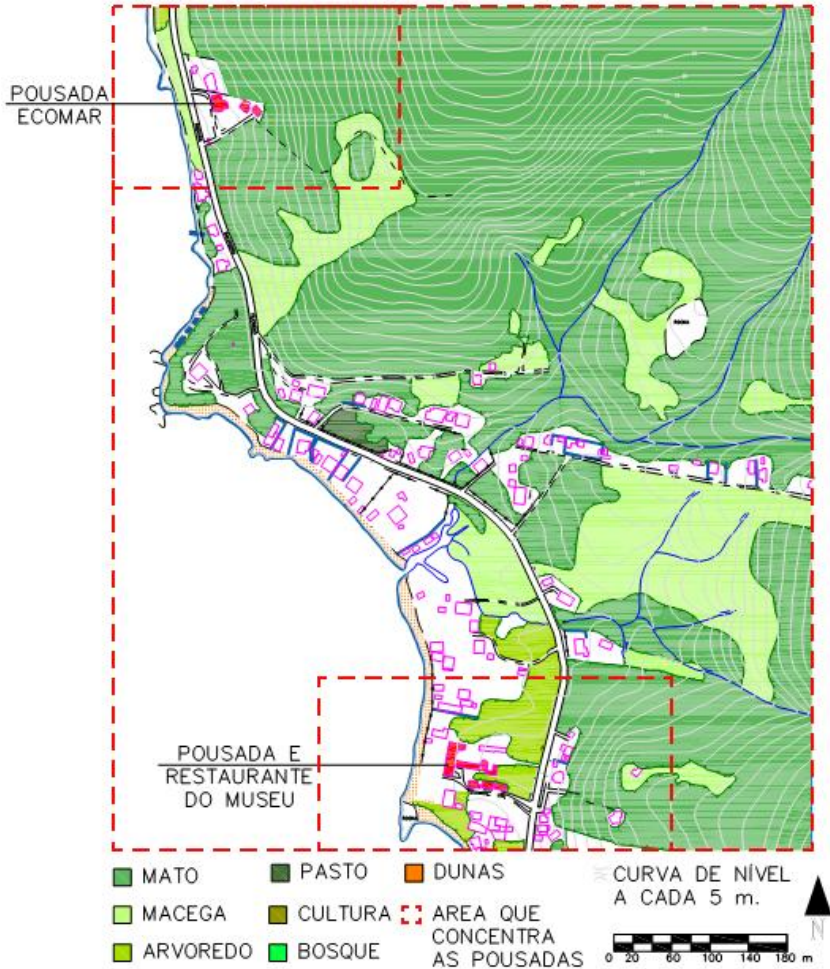 POUSADA
ECOMAR
POUSADA E
RESTAURANTE
DO MUSEU
MATO
PASTO
DUNAS
CURVA DE NÍVEL
A CADA 5 m.
MACEGA
CULTURA
AREA QUE
CONCENTRA
AS POUSADAS
ARVOREDO
BOSQUE
N
0 20 60 100 140 180 m